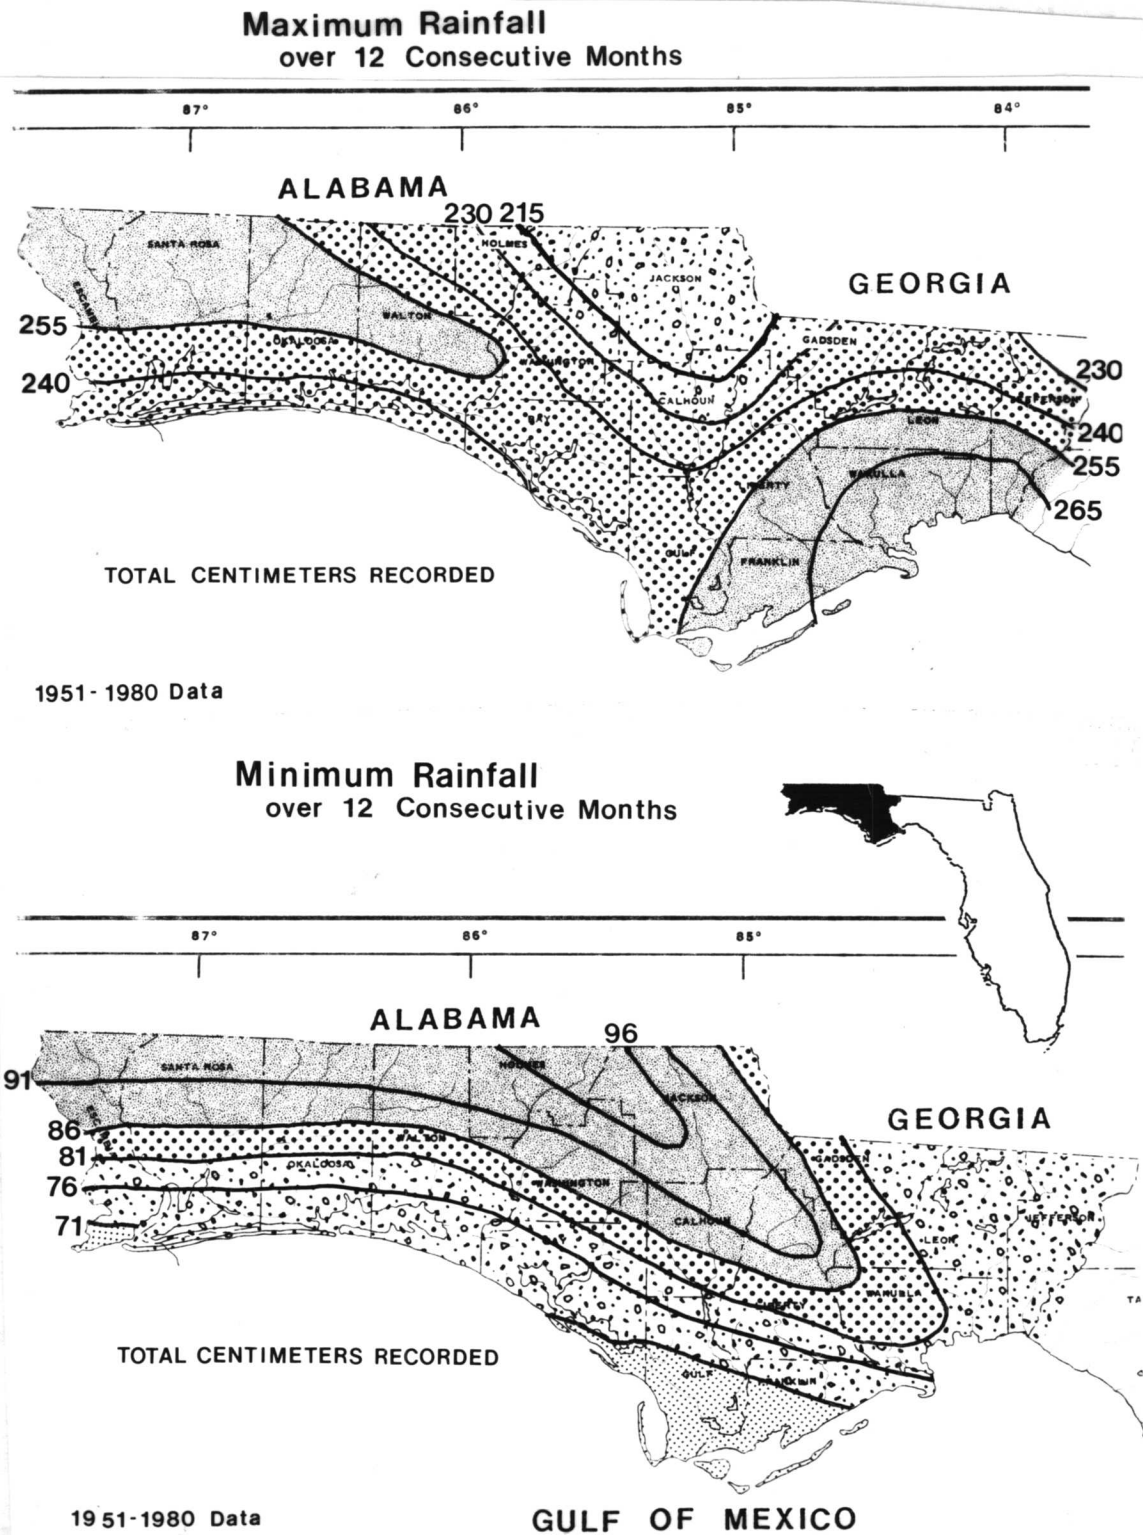 Maximum Rainfall
over 12 Consecutive Months
87° 86° 85° 84°
ALABAMA
230 215
SANTA ROSA
HOLMES
JACKSON
GEORGIA
ESCAMBIA
WALTON
255
OKALOOSA
GADSDEN
WASHINGTON
230
240
CALHOUN
JEFFERSON
BAY
LEON
240
255
WAKULLA
LIBERTY
265
GULF
FRANKLIN
TOTAL CENTIMETERS RECORDED
1951-1980 Data
Minimum Rainfall
over 12 Consecutive Months
87° 86° 85°
ALABAMA
96
SANTA ROSA
HOLMES
91
JACKSON
GEORGIA
ESCAMBIA
86
WALTON
81
OKALOOSA
GADSDEN
76
WASHINGTON
71
CALHOUN
JEFFERSON
BAY
LEON
WAKULLA
LIBERTY
TA
GULF
FRANKLIN
TOTAL CENTIMETERS RECORDED
1951-1980 Data
GULF OF MEXICO